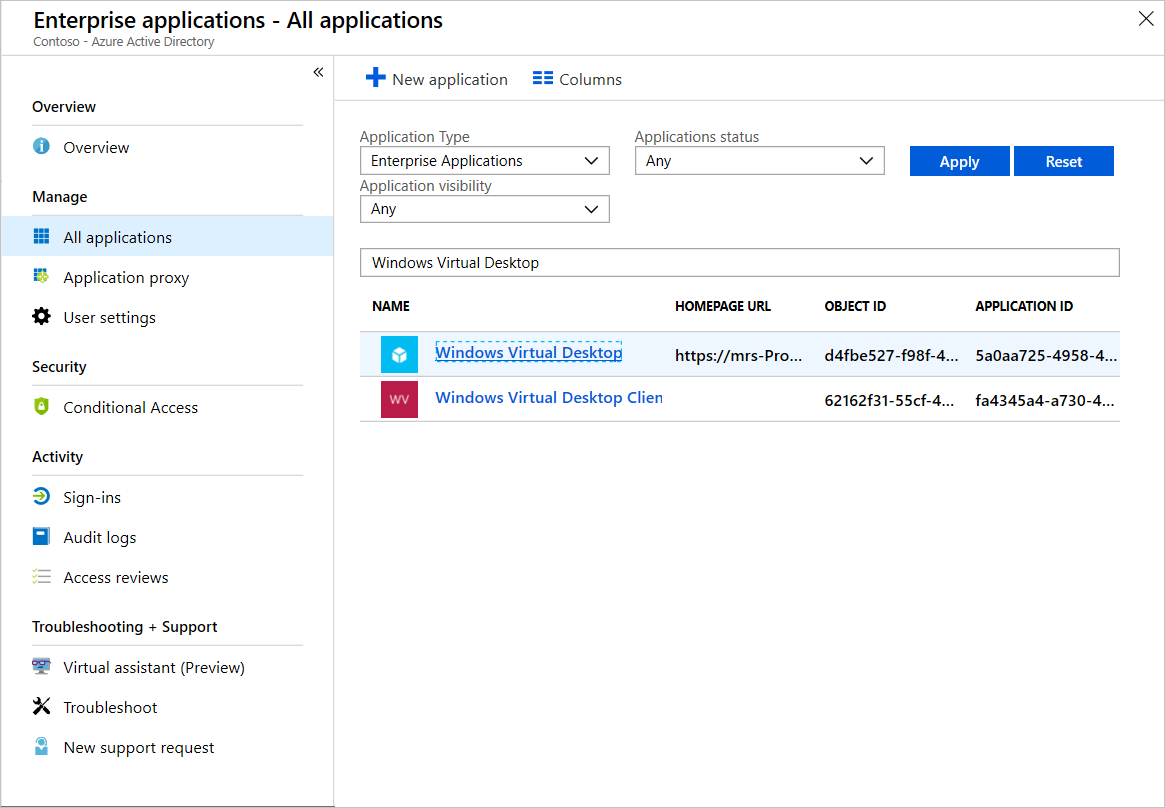 Enterprise applications - All applications
Contoso - Azure Active Directory
Overview
Overview
Manage
All applications
Application proxy
User settings
Security
Conditional Access
Activity
Sign-ins
Audit logs
Access reviews
Troubleshooting + Support
Virtual assistant (Preview)
Troubleshoot
New support request
New application Columns
Application Type Applications status
Enterprise Applications Any Apply Reset
Application visibility
Any
Windows Virtual Desktop
NAME HOMEPAGE URL OBJECT ID APPLICATION ID
Windows Virtual Desktop https://mrs-Pro... d4fbe527-f98f-4... 5a0aa725-4958-4...
WV Windows Virtual Desktop Clien 62162f31-55cf-4... fa4345a4-a730-4...